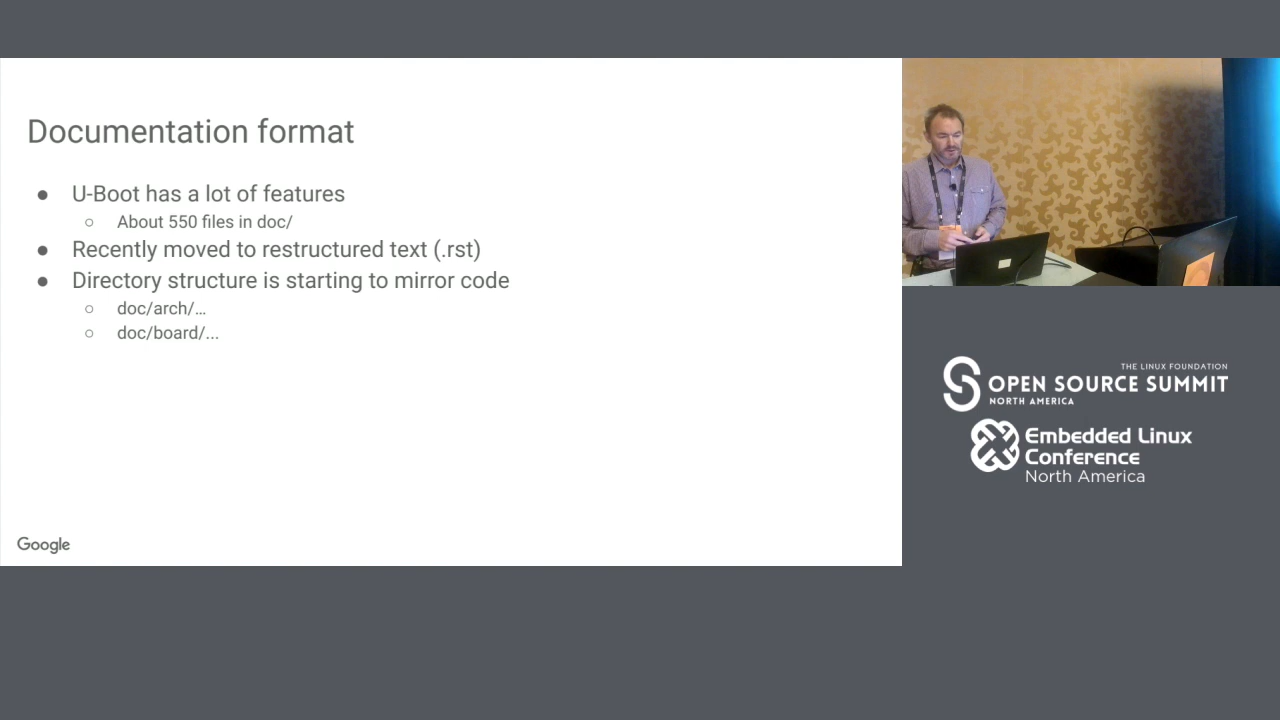 Documentation format
● U-Boot has a lot of features
○ About 550 files in doc/
● Recently moved to restructured text (.rst)
● Directory structure is starting to mirror code
○ doc/arch/…
○ doc/board/...
Google
THE LINUX FOUNDATION
OPEN SOURCE SUMMIT
NORTH AMERICA
Embedded Linux
Conference
North America